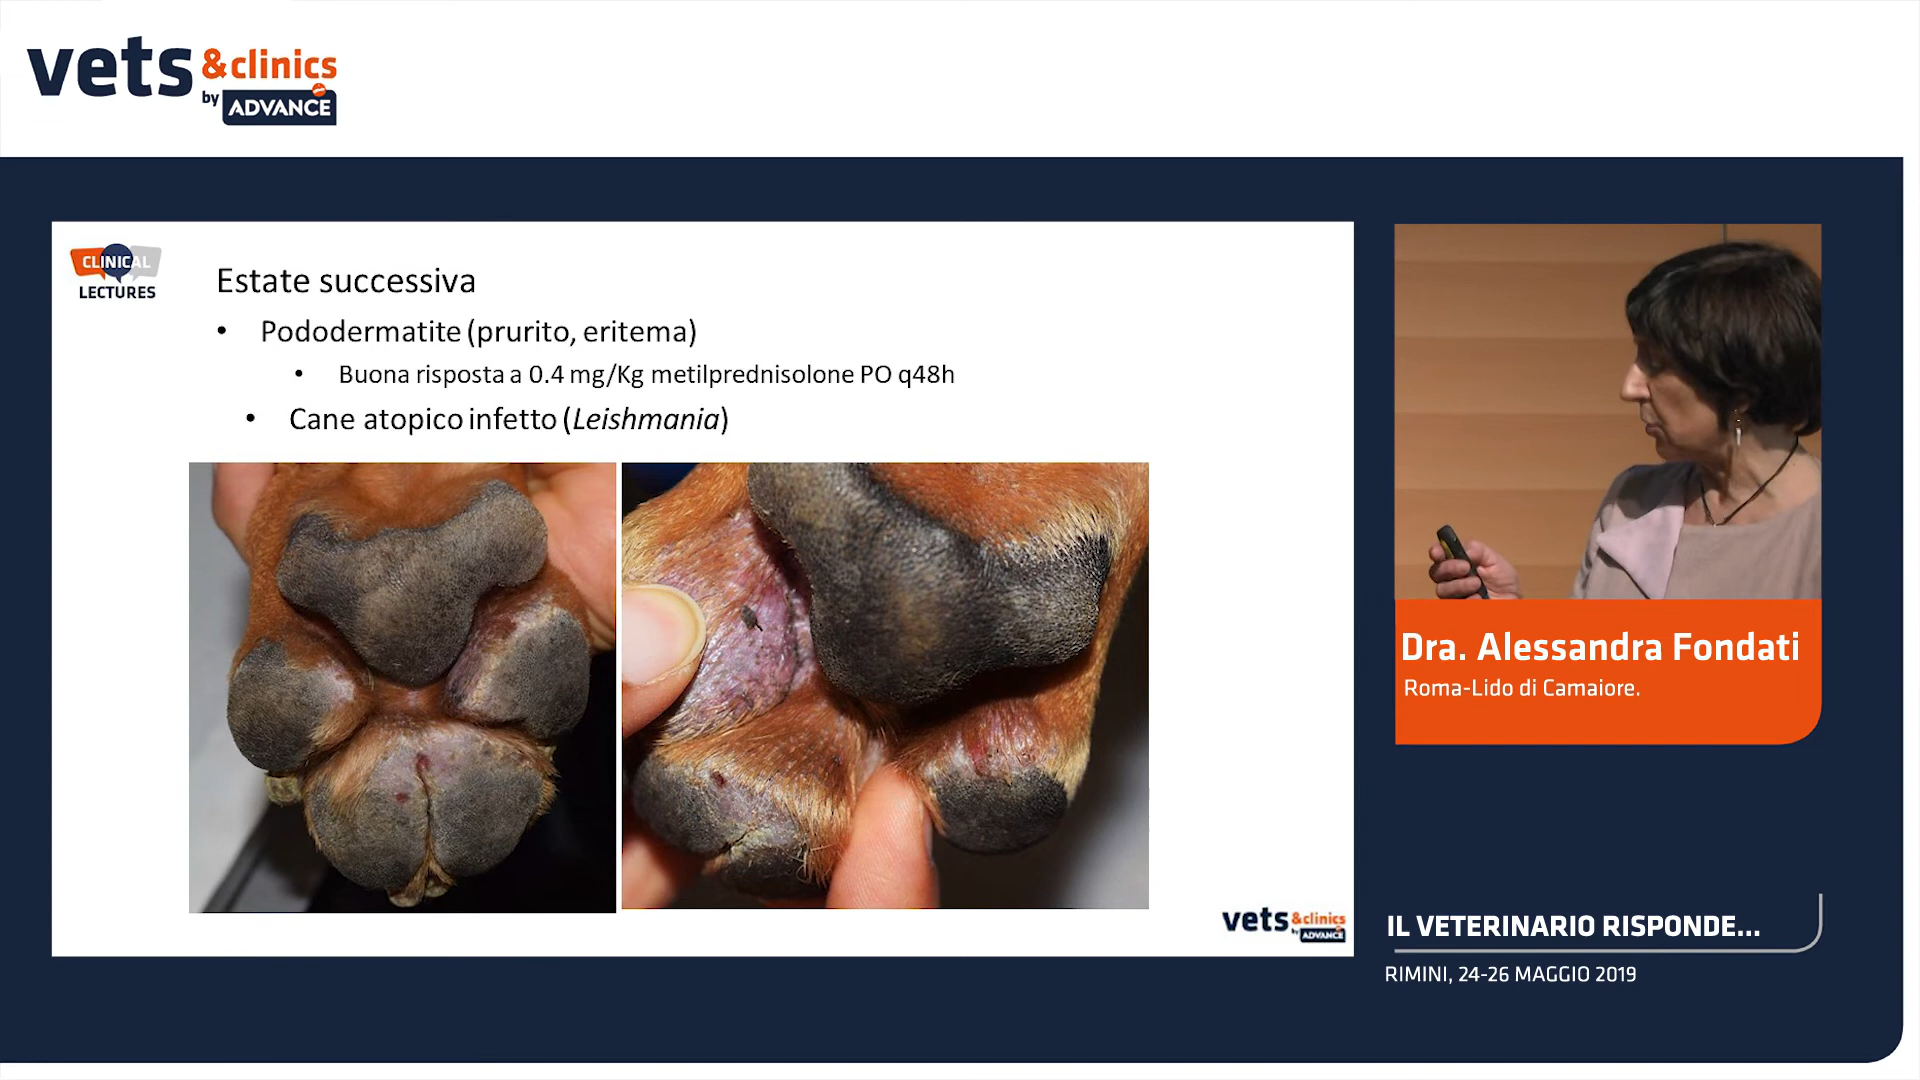 vets &clinics
by ADVANCE
CLINICAL
LECTURES
Estate successiva
• Pododermatite (prurito, eritema)
• Buona risposta a 0.4 mg/Kg metilprednisolone PO q48h
• Cane atopico infetto (Leishmania)
vets &clinics
by ADVANCE
Dra. Alessandra Fondati
Roma-Lido di Camaiore.
IL VETERINARIO RISPONDE...
RIMINI, 24-26 MAGGIO 2019